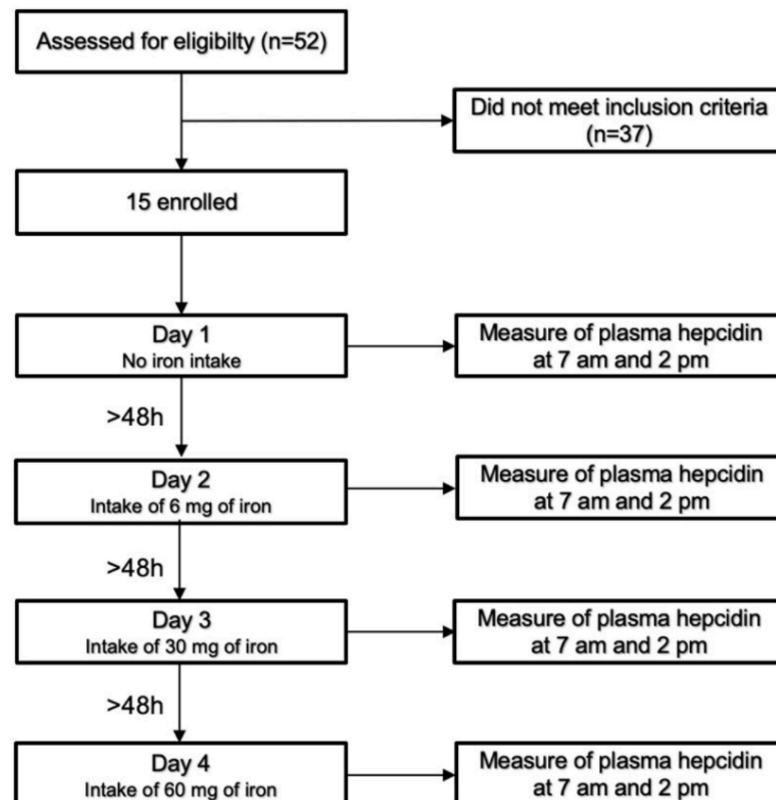 Assessed for eligibilty (n=52)
Did not meet inclusion criteria
(n=37)
15 enrolled
Day 1
No iron intake
Measure of plasma hepcidin
at 7 am and 2 pm
>48h
Day 2
Intake of 6 mg of iron
Measure of plasma hepcidin
at 7 am and 2 pm
>48h
Day 3
Intake of 30 mg of iron
Measure of plasma hepcidin
at 7 am and 2 pm
>48h
Day 4
Intake of 60 mg of iron
Measure of plasma hepcidin
at 7 am and 2 pm